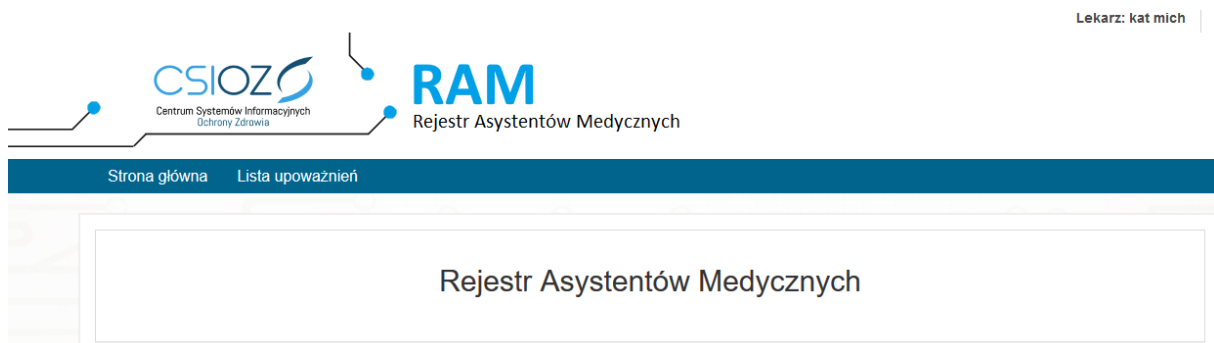 Lekarz: kat mich
CSIOZ
Centrum Systemów Informacyjnych
Ochrony Zdrowia
RAM
Rejestr Asystentów Medycznych
Strona główna Lista upoważnień
Rejestr Asystentów Medycznych